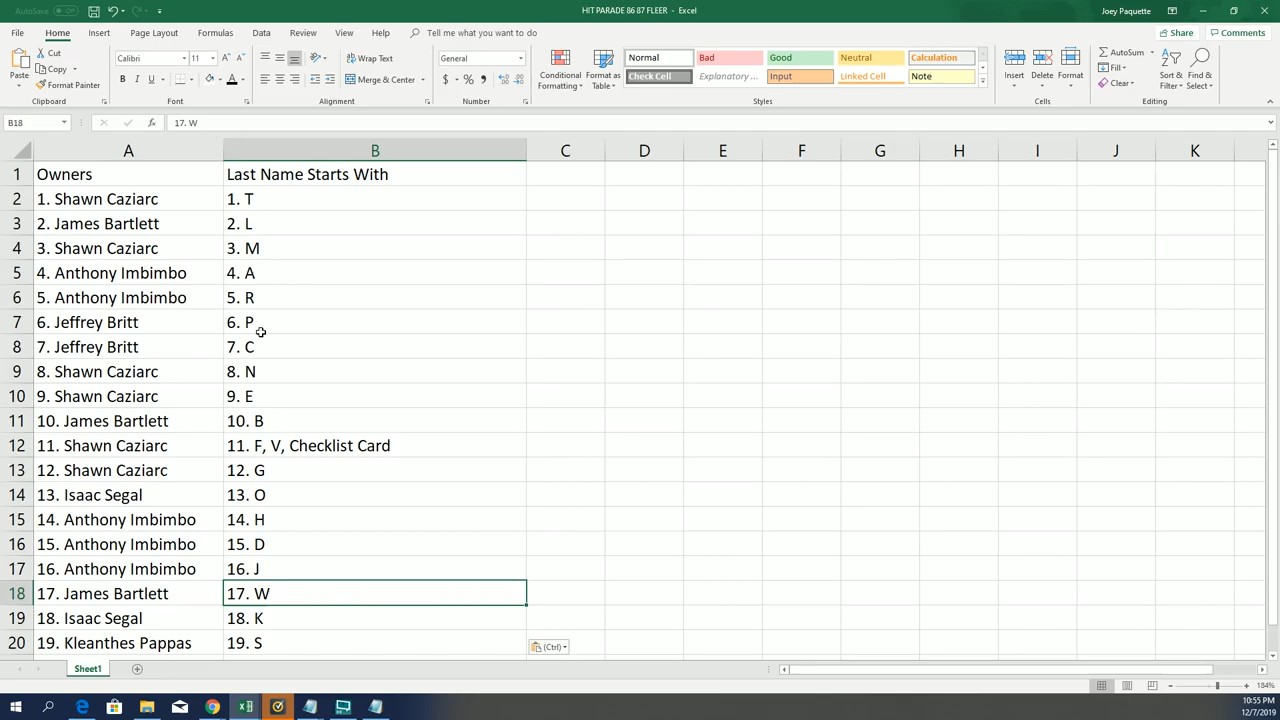 HIT PARADE 86 87 FLEER - Excel
Joey Paquette
File Home Insert Page Layout Formulas Data Review View Help Tell me what you want to do
Share Comments
Cut
Copy
Format Painter
Paste
Clipboard
Calibri 11
B I U
Font
Wrap Text
Merge & Center
Alignment
General
$ % ,
Number
Conditional Formatting
Format as Table
Normal Bad Good Neutral Calculation
Check Cell Explanatory ... Input Linked Cell Note
Styles
Insert Delete Format
Cells
AutoSum
Fill
Clear
Sort & Filter
Find & Select
Editing
B18 fx 17. W
A B C D E F G H I J K
1 Owners Last Name Starts With
2 1. Shawn Caziarc 1. T
3 2. James Bartlett 2. L
4 3. Shawn Caziarc 3. M
5 4. Anthony Imbimbo 4. A
6 5. Anthony Imbimbo 5. R
7 6. Jeffrey Britt 6. P
8 7. Jeffrey Britt 7. C
9 8. Shawn Caziarc 8. N
10 9. Shawn Caziarc 9. E
11 10. James Bartlett 10. B
12 11. Shawn Caziarc 11. F, V, Checklist Card
13 12. Shawn Caziarc 12. G
14 13. Isaac Segal 13. O
15 14. Anthony Imbimbo 14. H
16 15. Anthony Imbimbo 15. D
17 16. Anthony Imbimbo 16. J
18 17. James Bartlett 17. W
19 18. Isaac Segal 18. K
20 19. Kleanthes Pappas 19. S
(Ctrl)
Sheet1
184%
10:55 PM
12/7/2019